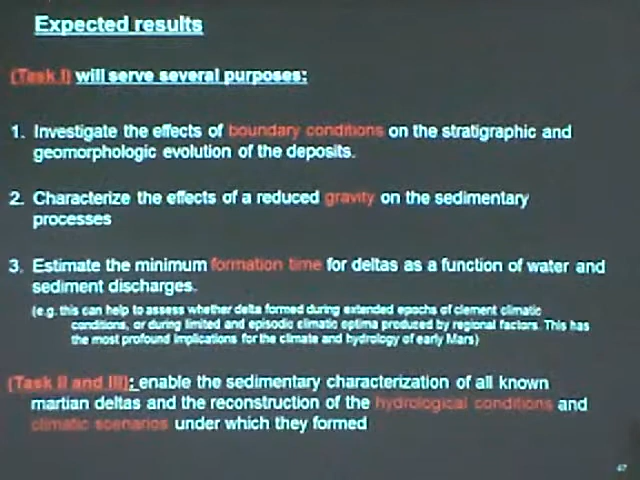 Expected results
(Task I) will serve several purposes:
1. Investigate the effects of boundary conditions on the stratigraphic and
geomorphologic evolution of the deposits.
2. Characterize the effects of a reduced gravity on the sedimentary
processes
3. Estimate the minimum formation time for deltas as a function of water and
sediment discharges.
(e.g. this can help to assess whether delta formed during extended epochs of clement climatic
conditions, or during limited and episodic climatic optima produced by regional factors. This has
the most profound implications for the climate and hydrology of early Mars)
(Task II and III): enable the sedimentary characterization of all known
martian deltas and the reconstruction of the hydrological conditions and
climatic scenarios under which they formed
47